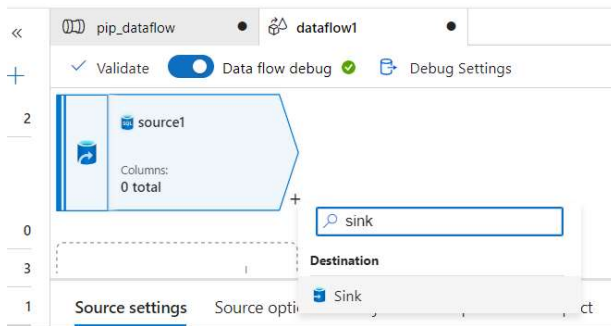 pip_dataflow
dataflow1
Validate
Data flow debug
Debug Settings
2
source1
Columns:
0 total
+
sink
0
Destination
3
Sink
1
Source settings
Source opti
ct